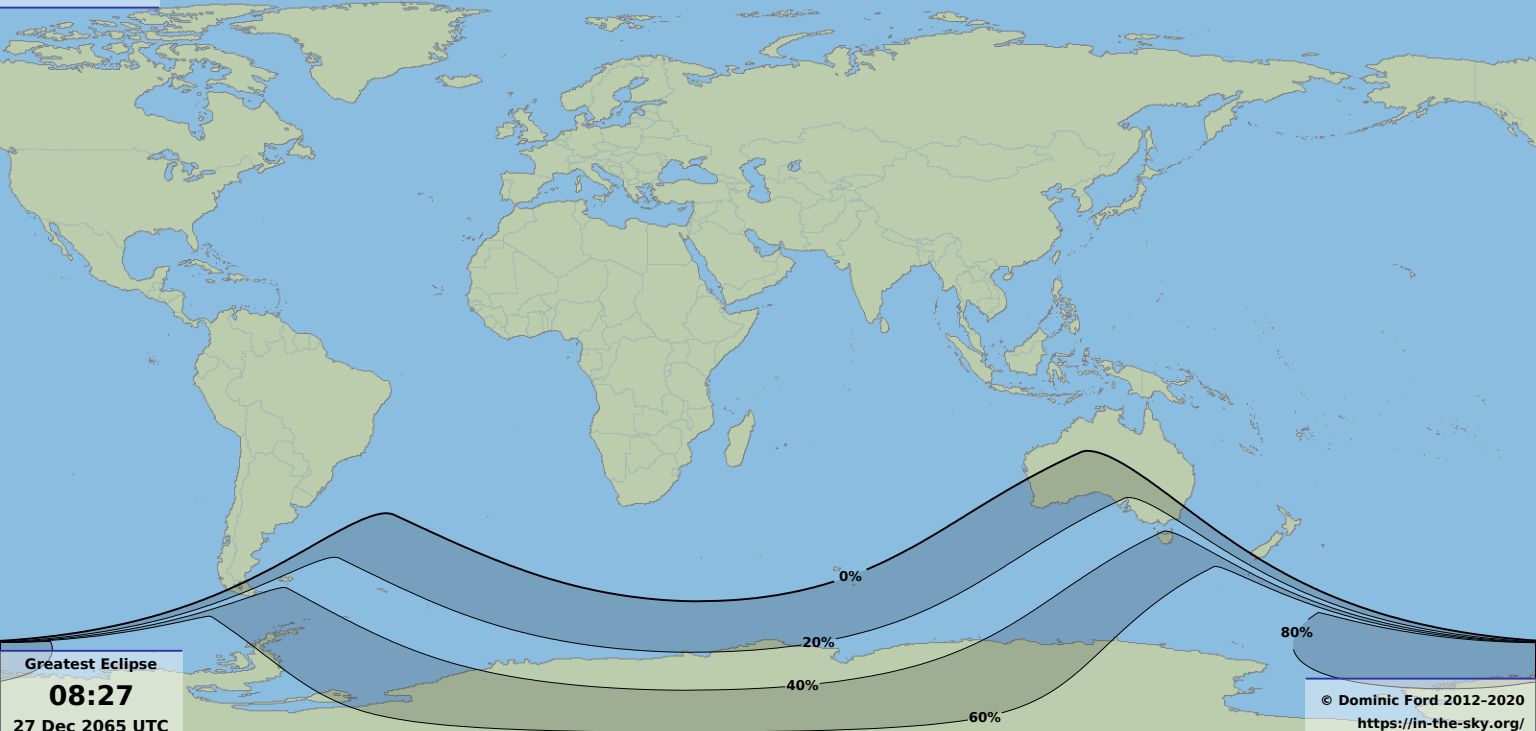 0%
20%
80%
Greatest Eclipse
08:27
27 Dec 2065 UTC
40%
60%
© Dominic Ford 2012–2020
https://in-the-sky.org/